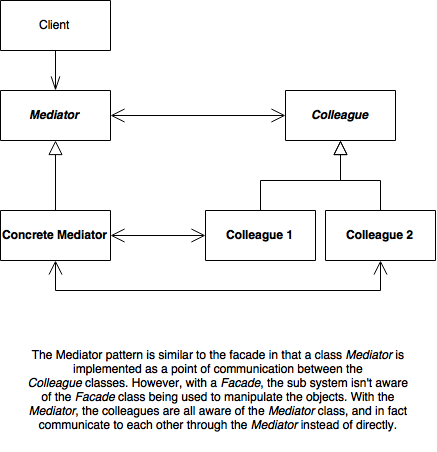 Client
Mediator
Colleague
Concrete Mediator
Colleague 1
Colleague 2
The Mediator pattern is similar to the facade in that a class Mediator is
implemented as a point of communication between the
Colleague classes. However, with a Facade, the sub system isn't aware
of the Facade class being used to manipulate the objects. With the
Mediator, the colleagues are all aware of the Mediator class, and in fact
communicate to each other through the Mediator instead of directly.